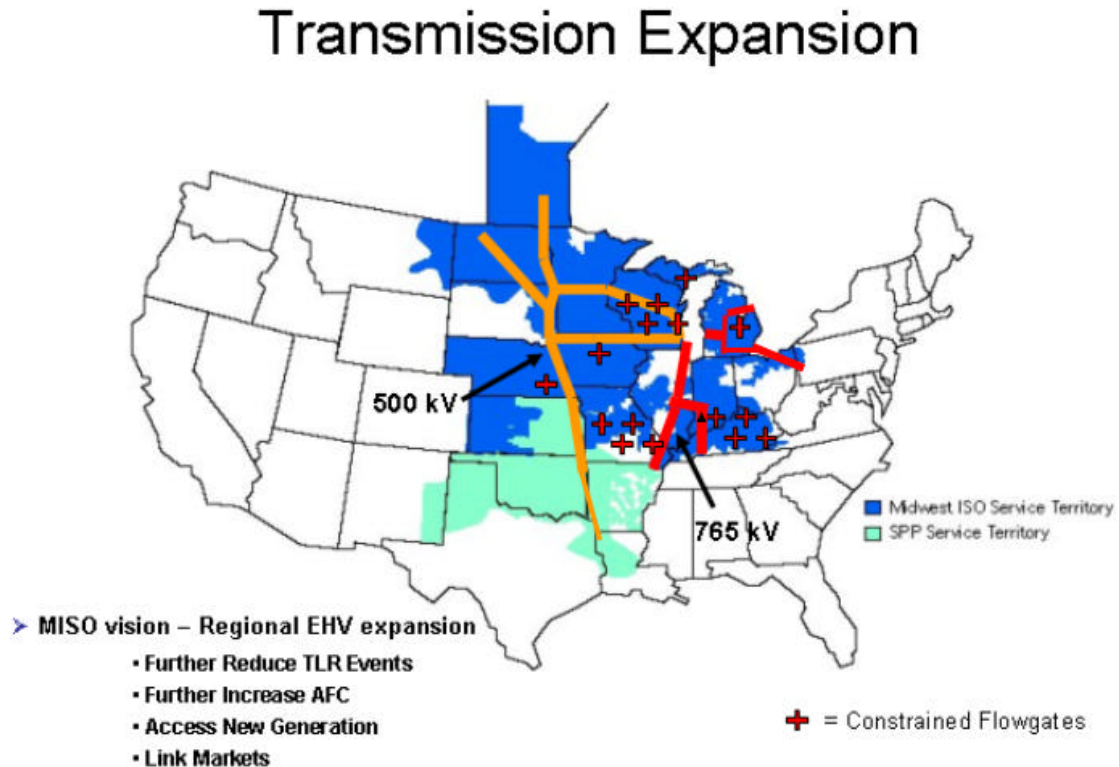 Transmission Expansion
500 kV
765 kV
Midwest ISO Service Territory
SPP Service Territory
➢ MISO vision – Regional EHV expansion
• Further Reduce TLR Events
• Further Increase AFC
• Access New Generation
• Link Markets
= Constrained Flowgates